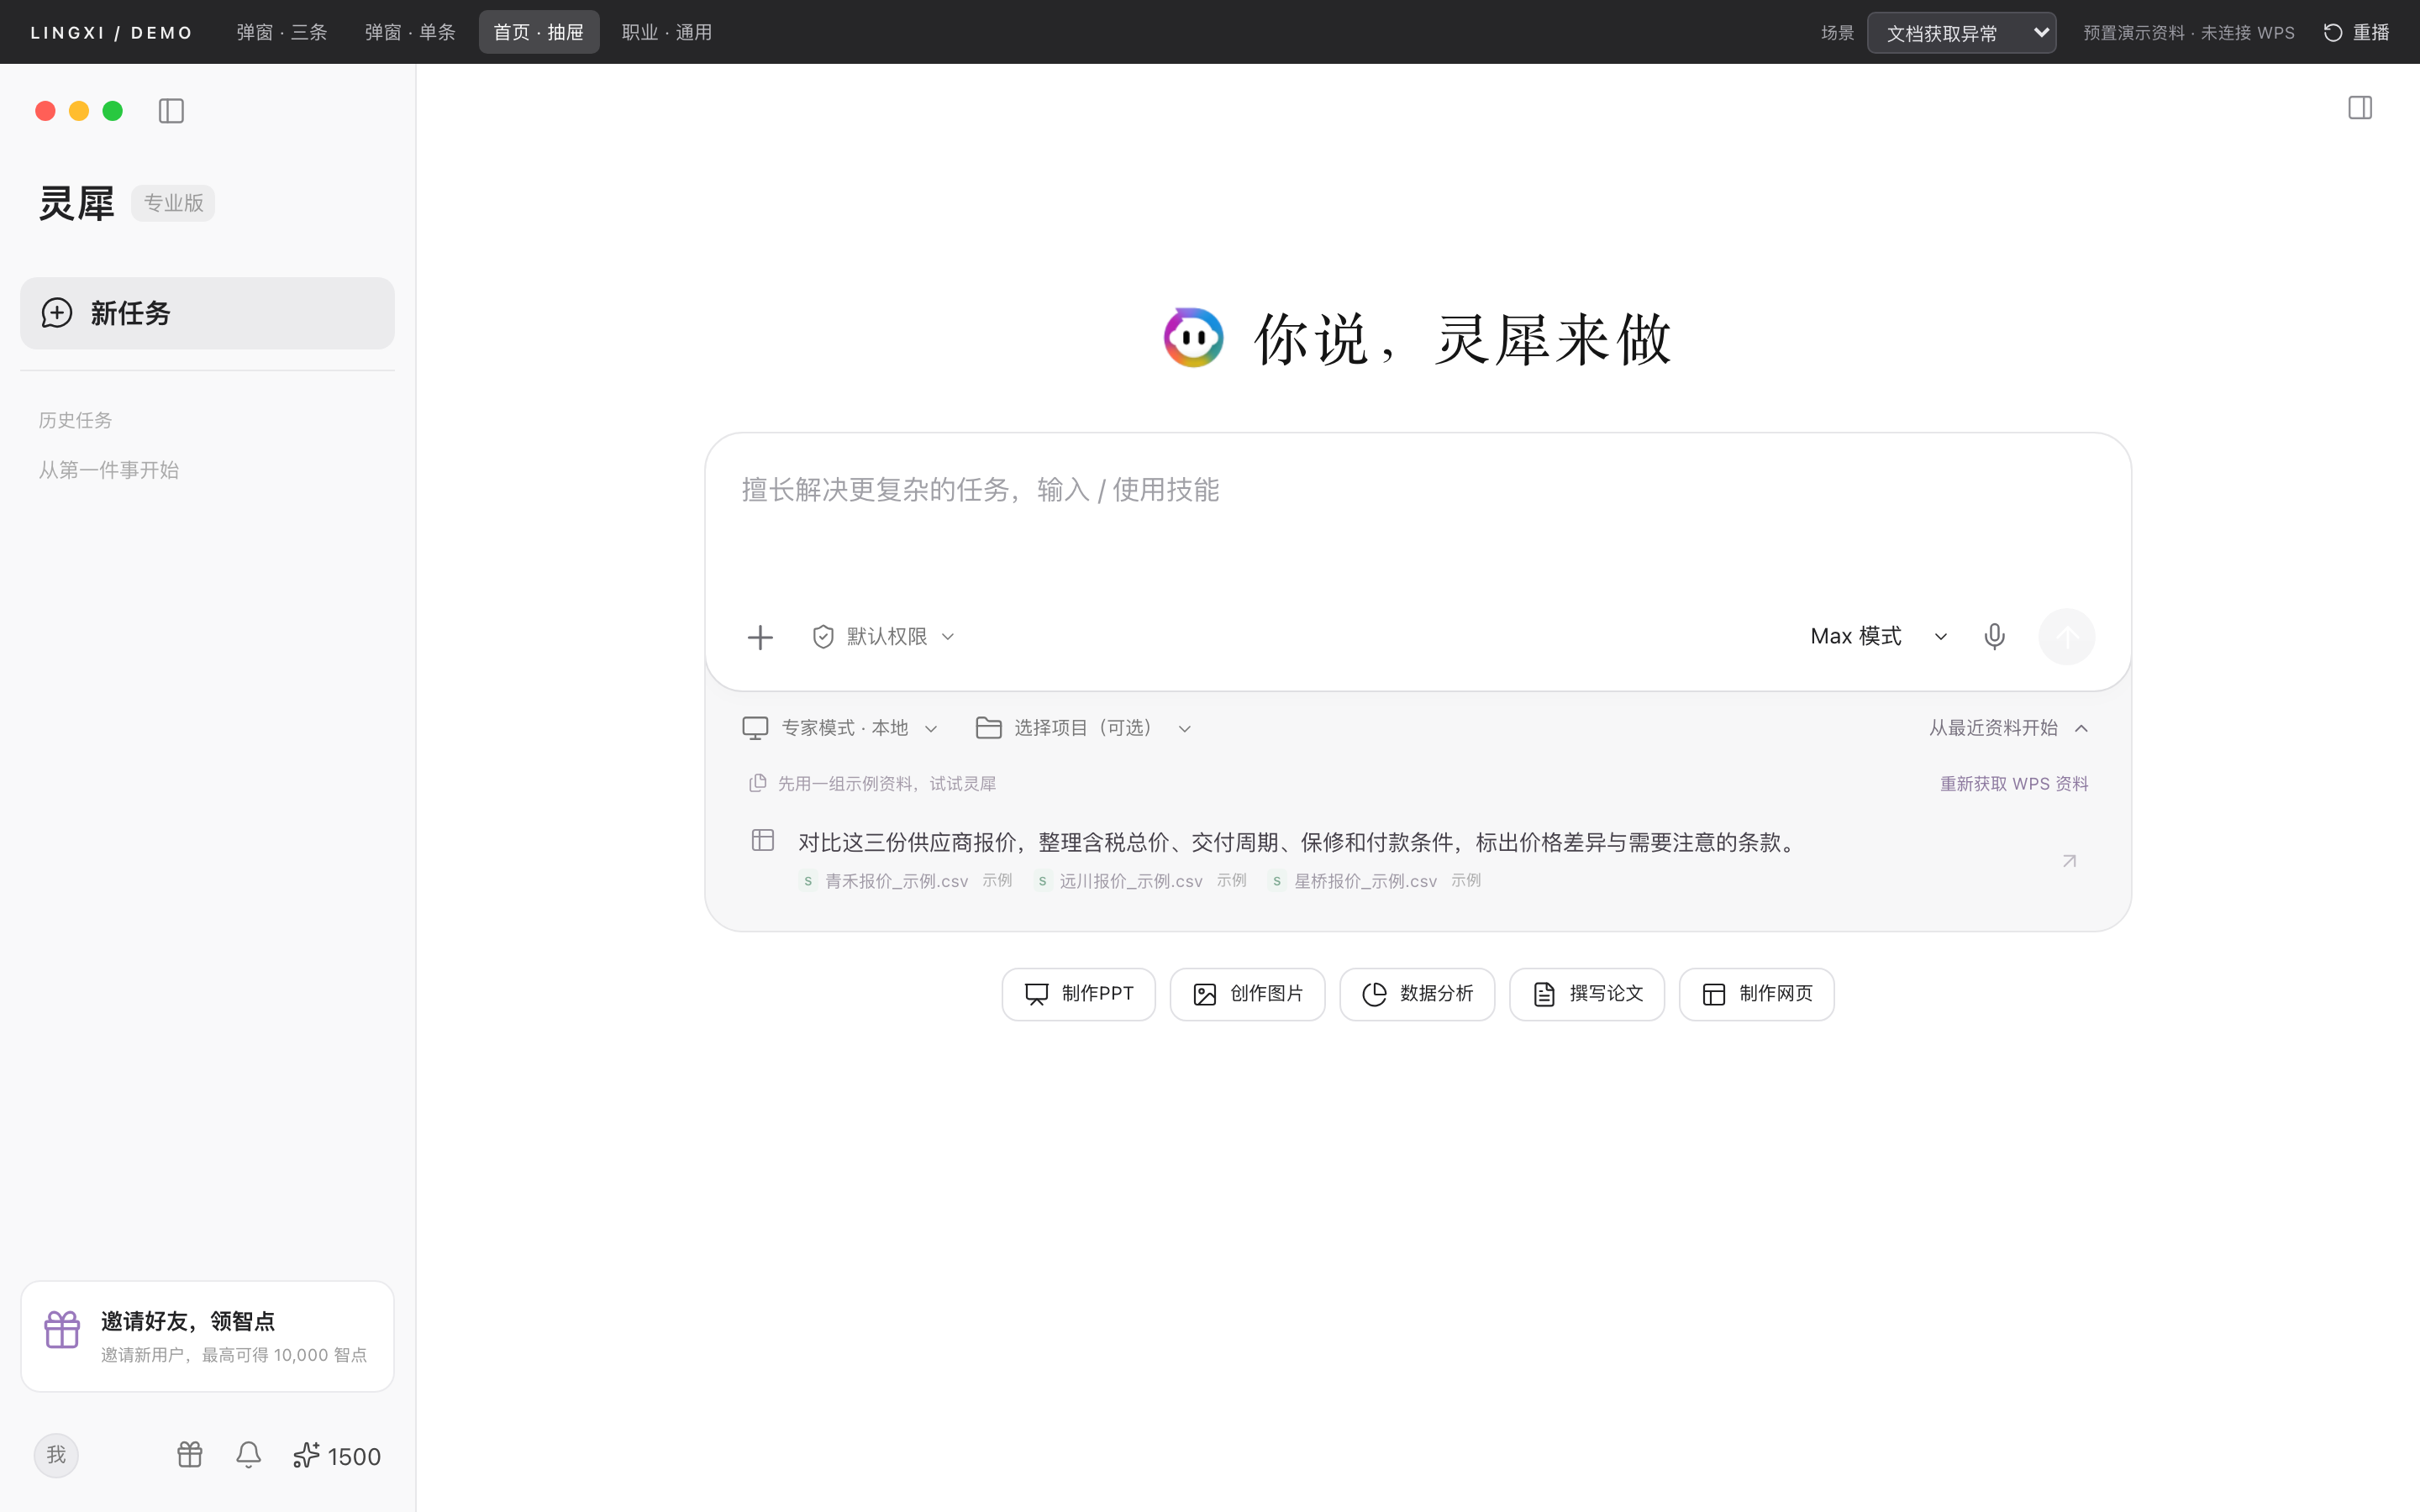 LINGXI / DEMO 弹窗 · 三条 弹窗 · 单条 首页 · 抽屉 职业 · 通用 场景 文档获取异常 预置演示资料 · 未连接 WPS 重播
灵犀 专业版
新任务
历史任务
从第一件事开始
你说，灵犀来做
擅长解决更复杂的任务，输入 / 使用技能
默认权限 Max 模式
专家模式 · 本地 选择项目（可选） 从最近资料开始
先用一组示例资料，试试灵犀 重新获取 WPS 资料
对比这三份供应商报价，整理含税总价、交付周期、保修和付款条件，标出价格差异与需要注意的条款。
S 青禾报价_示例.csv 示例 S 远川报价_示例.csv 示例 S 星桥报价_示例.csv 示例
制作PPT 创作图片 数据分析 撰写论文 制作网页
邀请好友，领智点
邀请新用户，最高可得 10,000 智点
我 1500